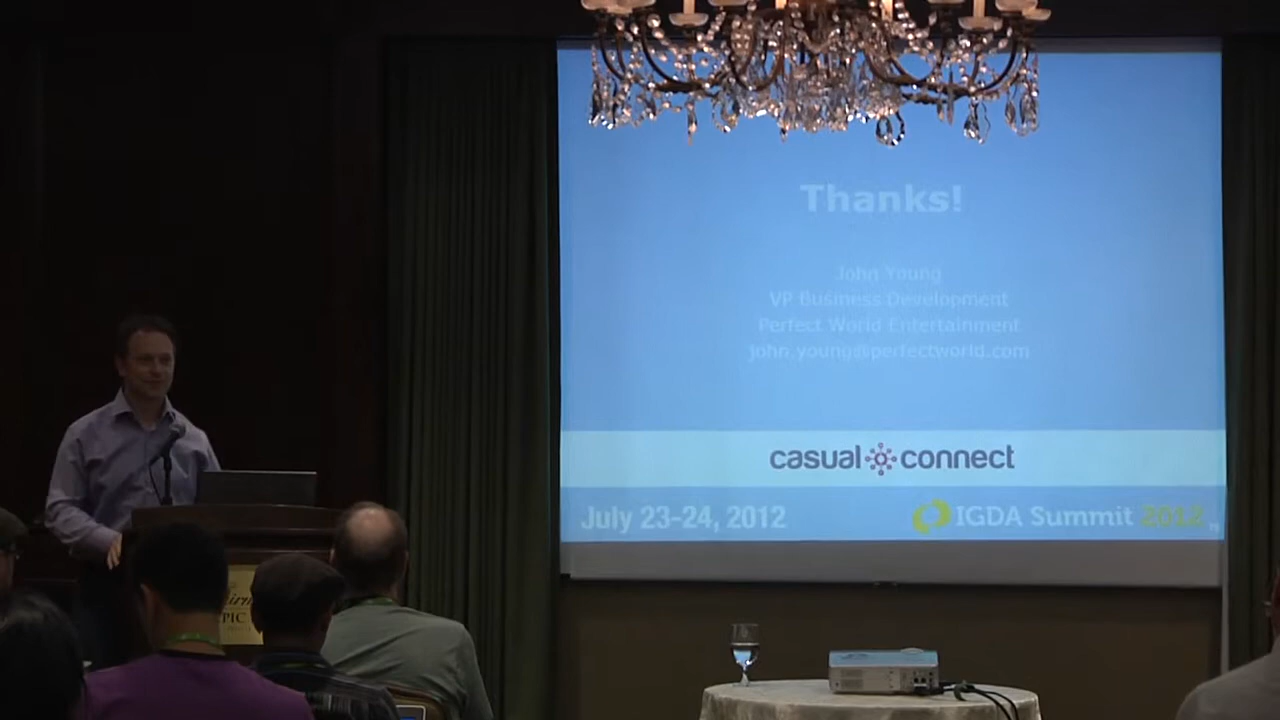 Thanks!
John Young
VP Business Development
Perfect World Entertainment
john.young@perfectworld.com
casual connect
July 23-24, 2012
IGDA Summit 2012